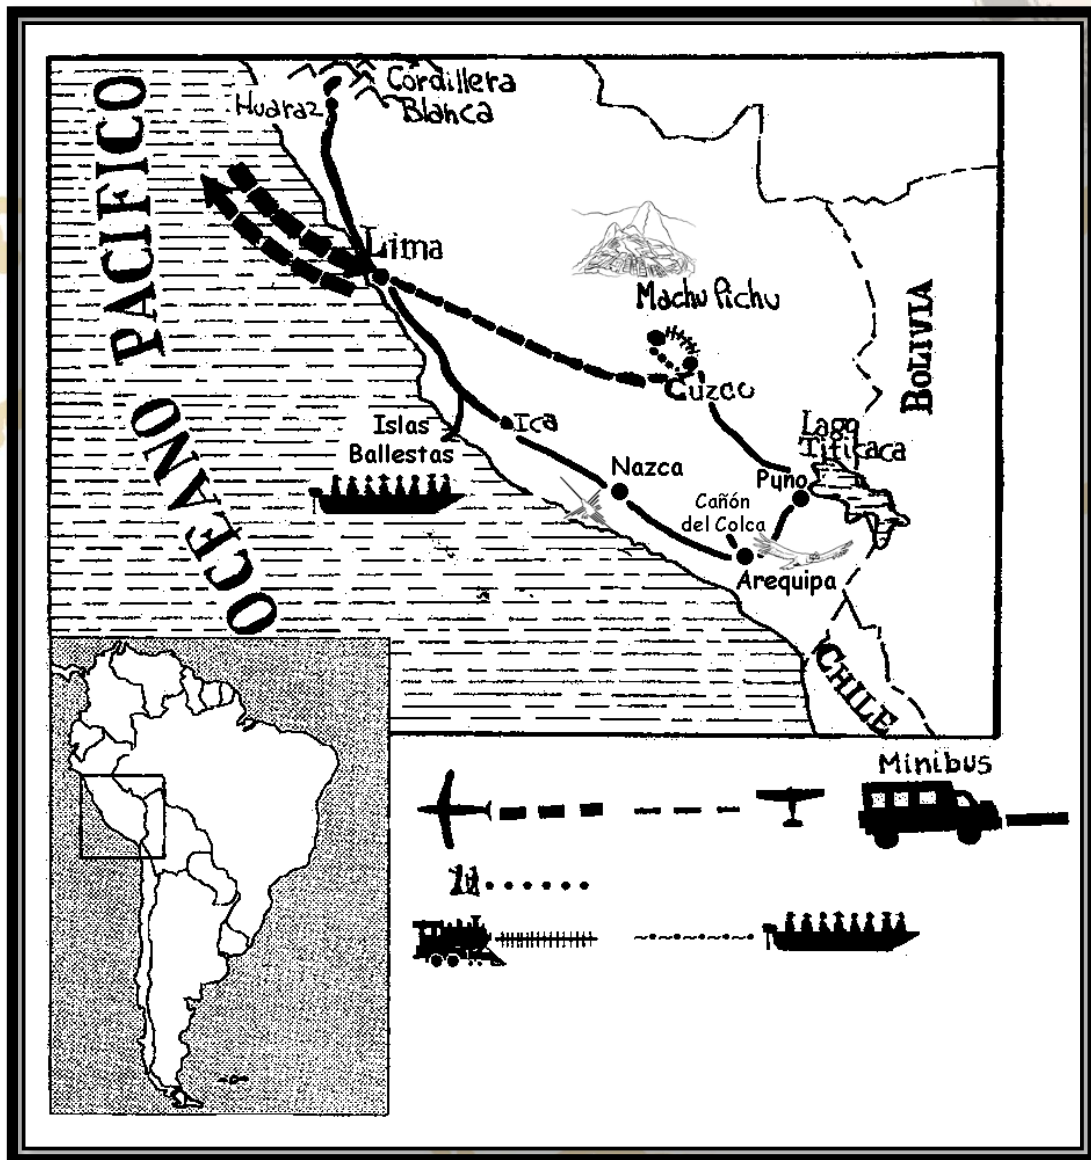 Cordillera
Blanca
Huaraz
OCEANO PACIFICO
Lima
Machu Pichu
Cuzco
BOLIVIA
Islas
Ballestas
Ica
Lago
Titicaca
Nazca
Puno
Cañón
del Colca
Arequipa
CHILE
Minibus